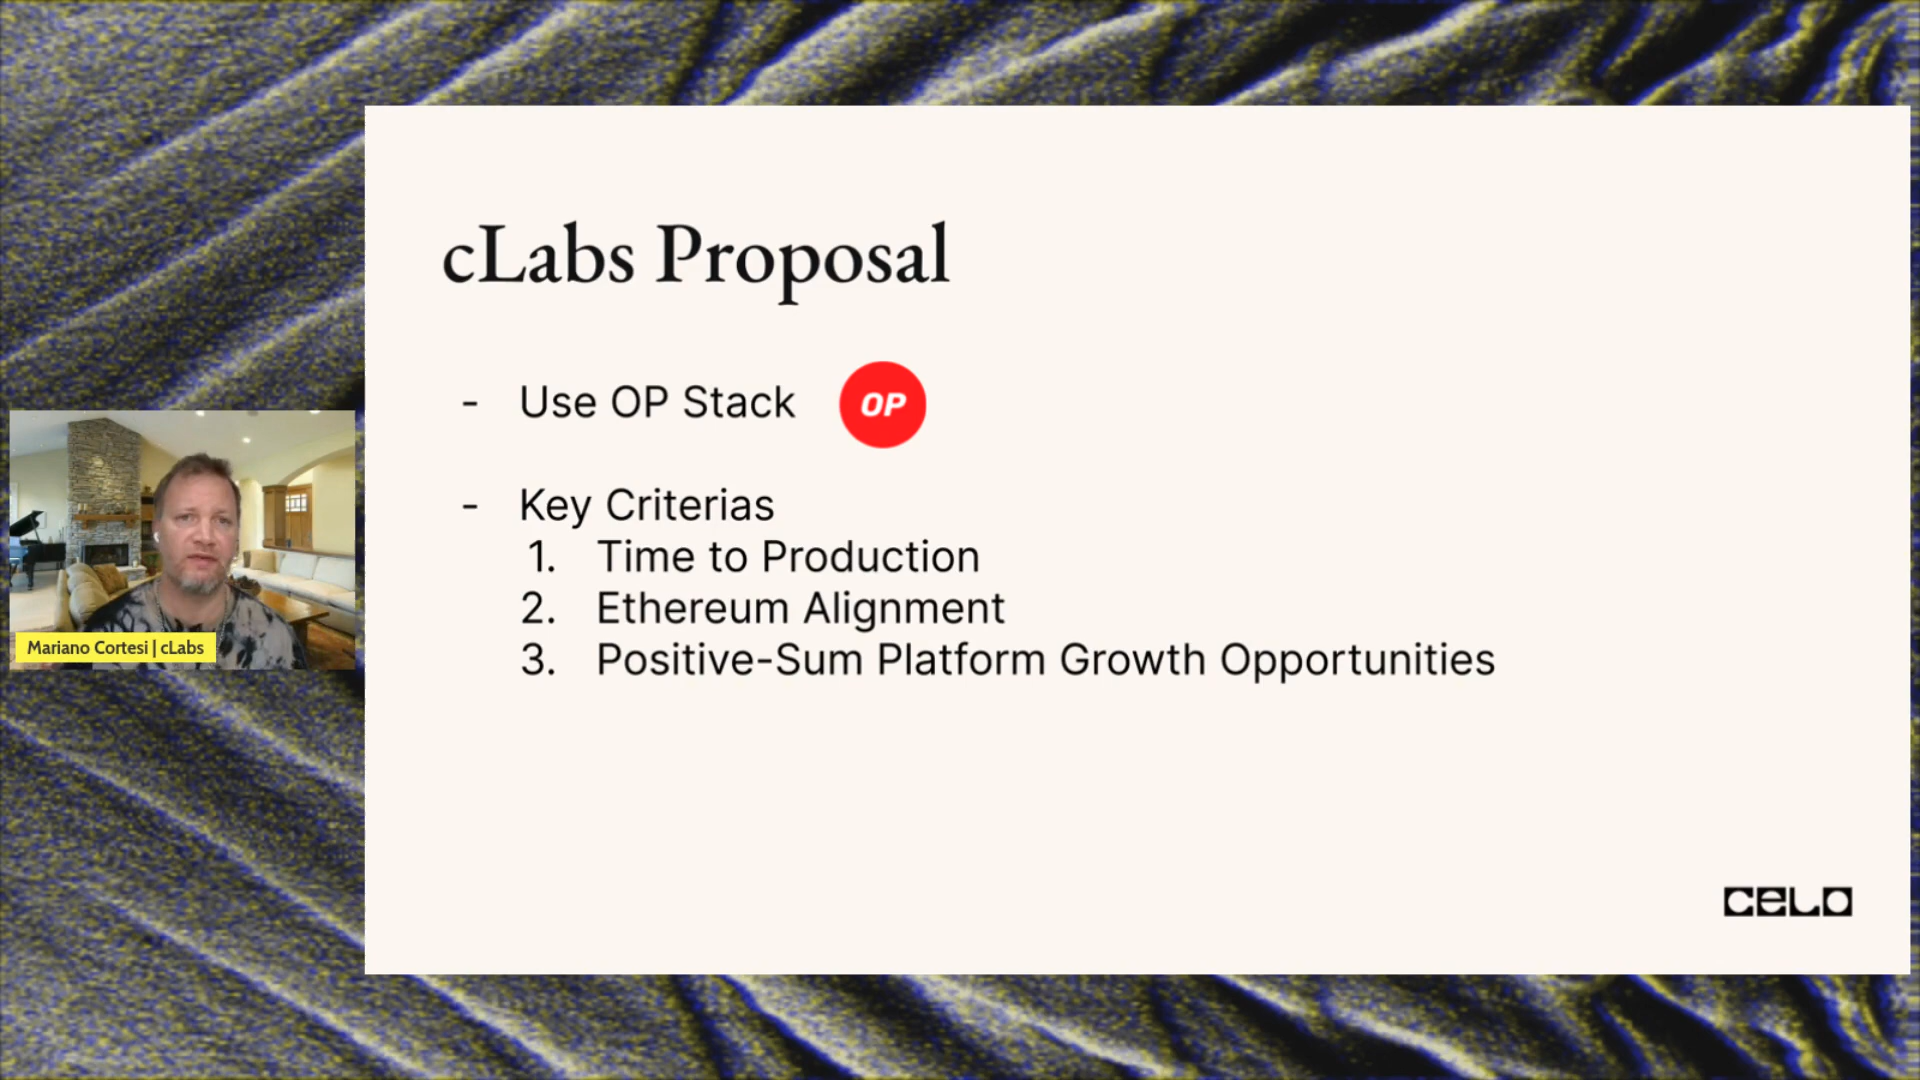 cLabs Proposal
- Use OP Stack
OP
- Key Criterias
1. Time to Production
2. Ethereum Alignment
3. Positive-Sum Platform Growth Opportunities
Mariano Cortesi | cLabs
CELO